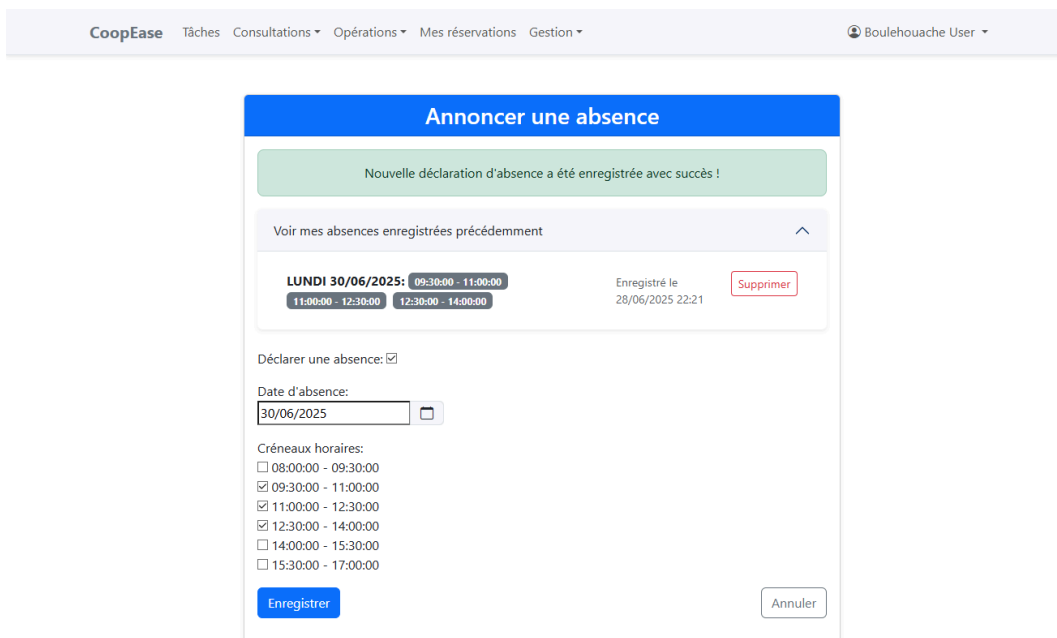 CoopEase Tâches Consultations Opérations Mes réservations Gestion Boulehouache User
Annoncer une absence
Nouvelle déclaration d'absence a été enregistrée avec succès !
Voir mes absences enregistrées précédemment
LUNDI 30/06/2025: 09:30:00 - 11:00:00
11:00:00 - 12:30:00 12:30:00 - 14:00:00
Enregistré le
28/06/2025 22:21
Supprimer
Déclarer une absence:
Date d'absence:
30/06/2025
Créneaux horaires:
08:00:00 - 09:30:00
09:30:00 - 11:00:00
11:00:00 - 12:30:00
12:30:00 - 14:00:00
14:00:00 - 15:30:00
15:30:00 - 17:00:00
Enregistrer Annuler